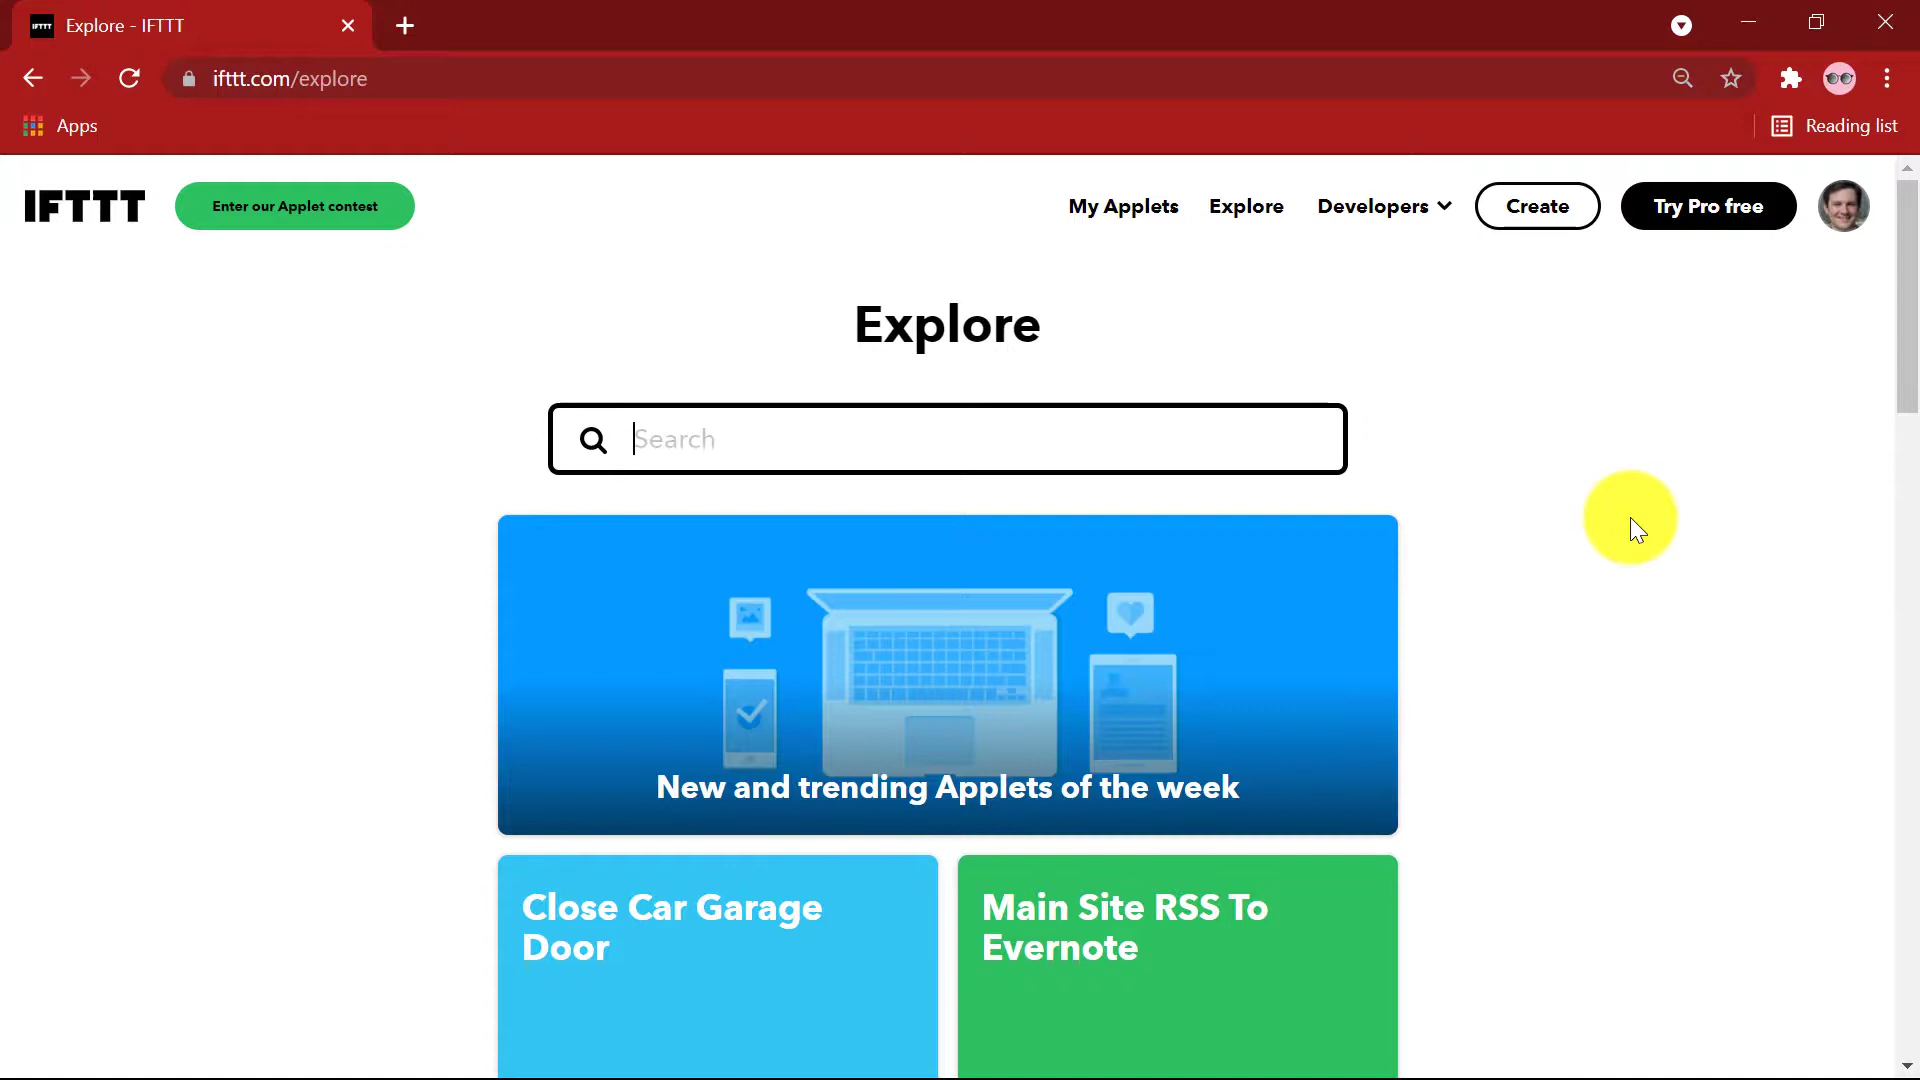 Explore - IFTTT
ifttt.com/explore
Apps
Reading list
IFTTT
Enter our Applet contest
My Applets
Explore
Developers
Create
Try Pro free
Explore
Search
New and trending Applets of the week
Close Car Garage
Door
Main Site RSS To
Evernote